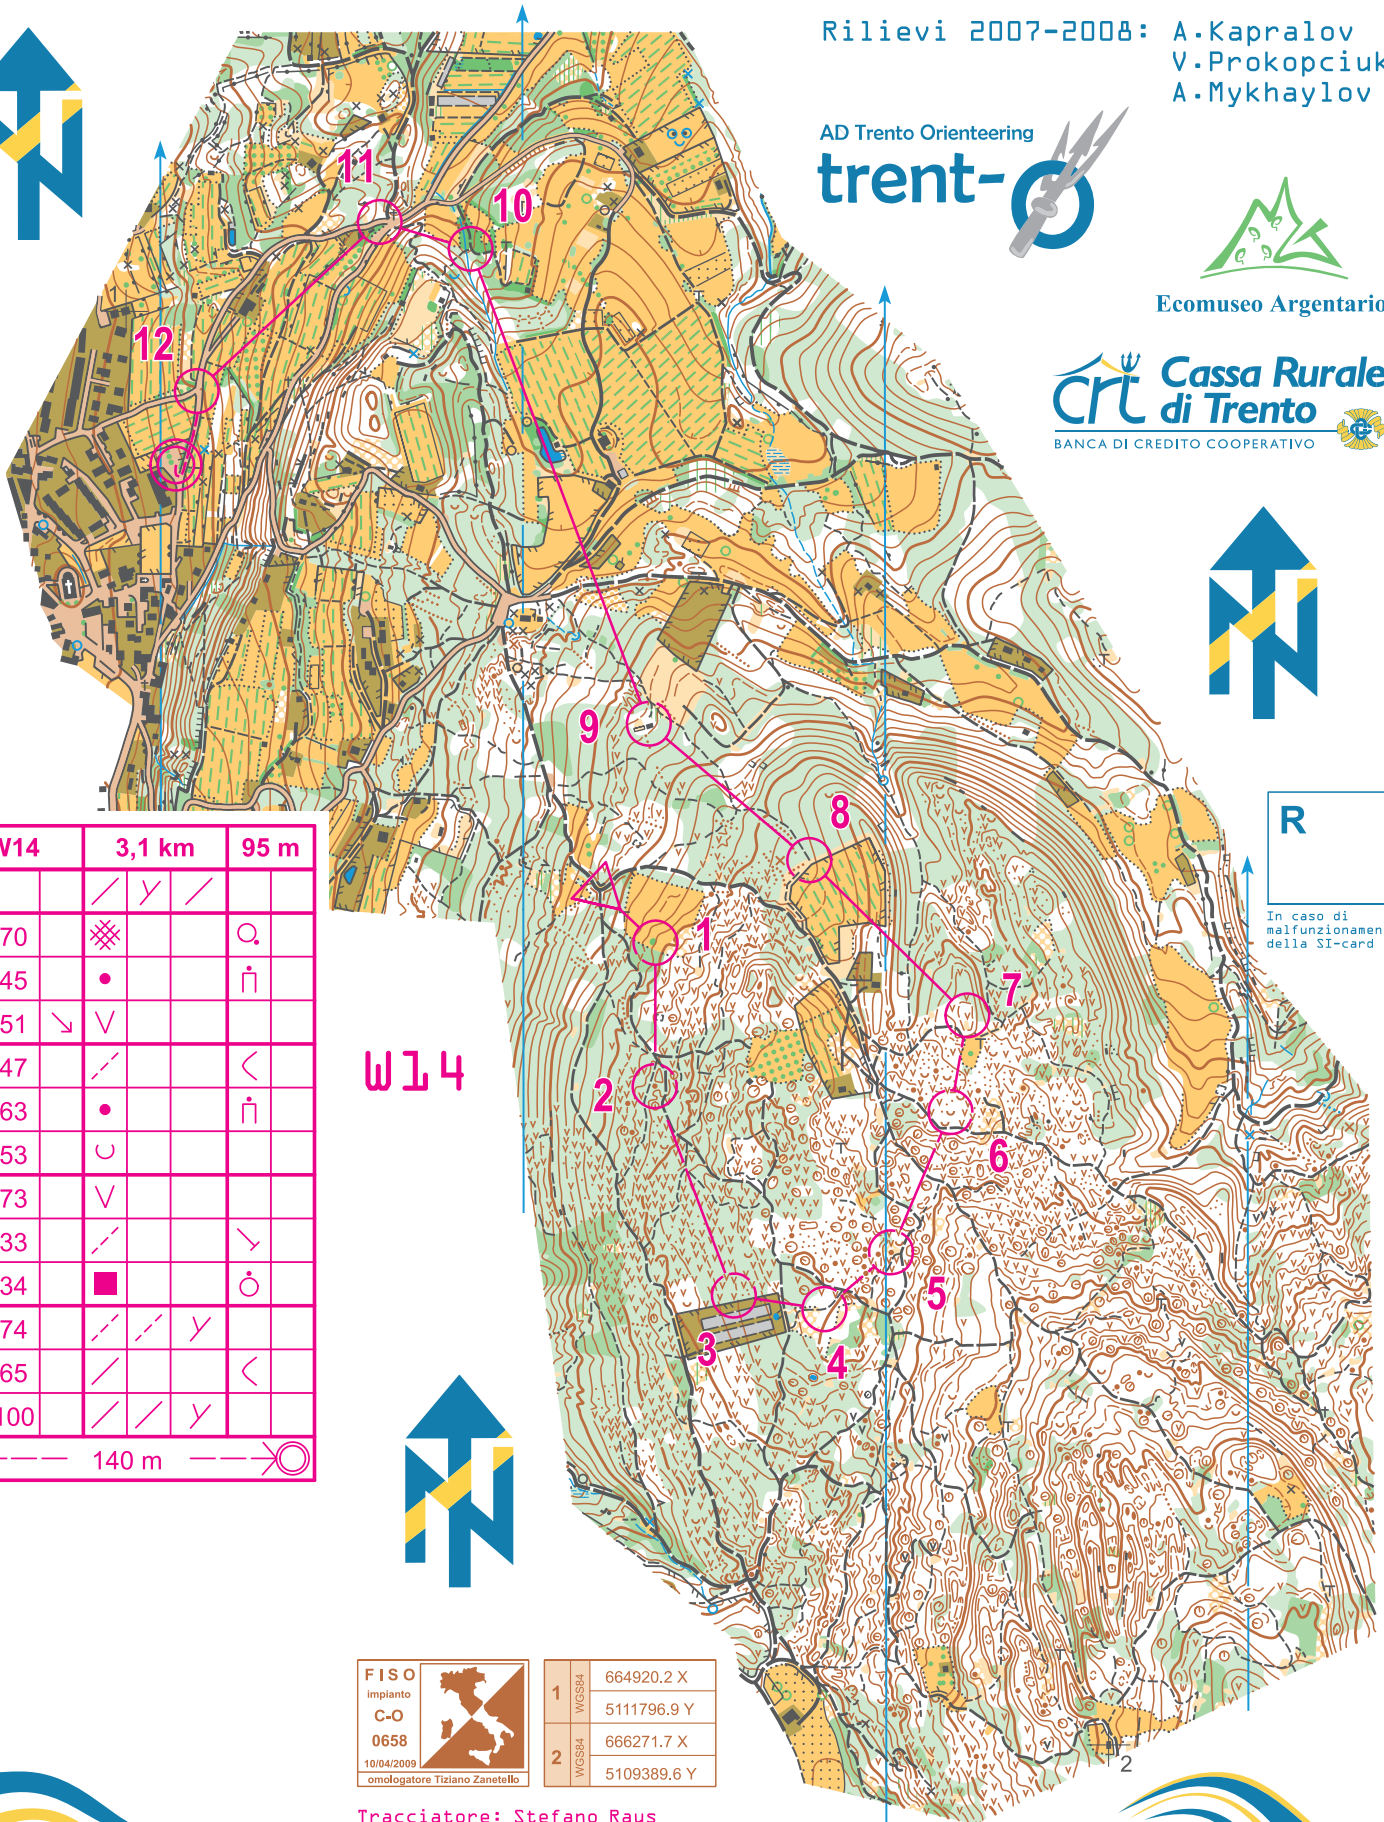 Rilievi 2007-2008: A.Kapralov
V.Prokopciuk
A.Mykhaylov
AD Trento Orienteering
trent-O
Ecomuseo Argentario
crt Cassa Rurale
di Trento
BANCA DI CREDITO COOPERATIVO
11
10
12
9
8
1
7
2
6
5
3
4
R
In caso di
malfunzionamen
della SI-card
W14 3,1 km 95 m
70
45
51
47
63
53
73
33
34
74
65
100
140 m
W14
FISO
impianto
C-O
0658
10/04/2009
omologatore Tiziano Zanetello
1 WGS84 664920.2 X
5111796.9 Y
2 WGS84 666271.7 X
5109389.6 Y
2
Tracciatore: Stefano Raus